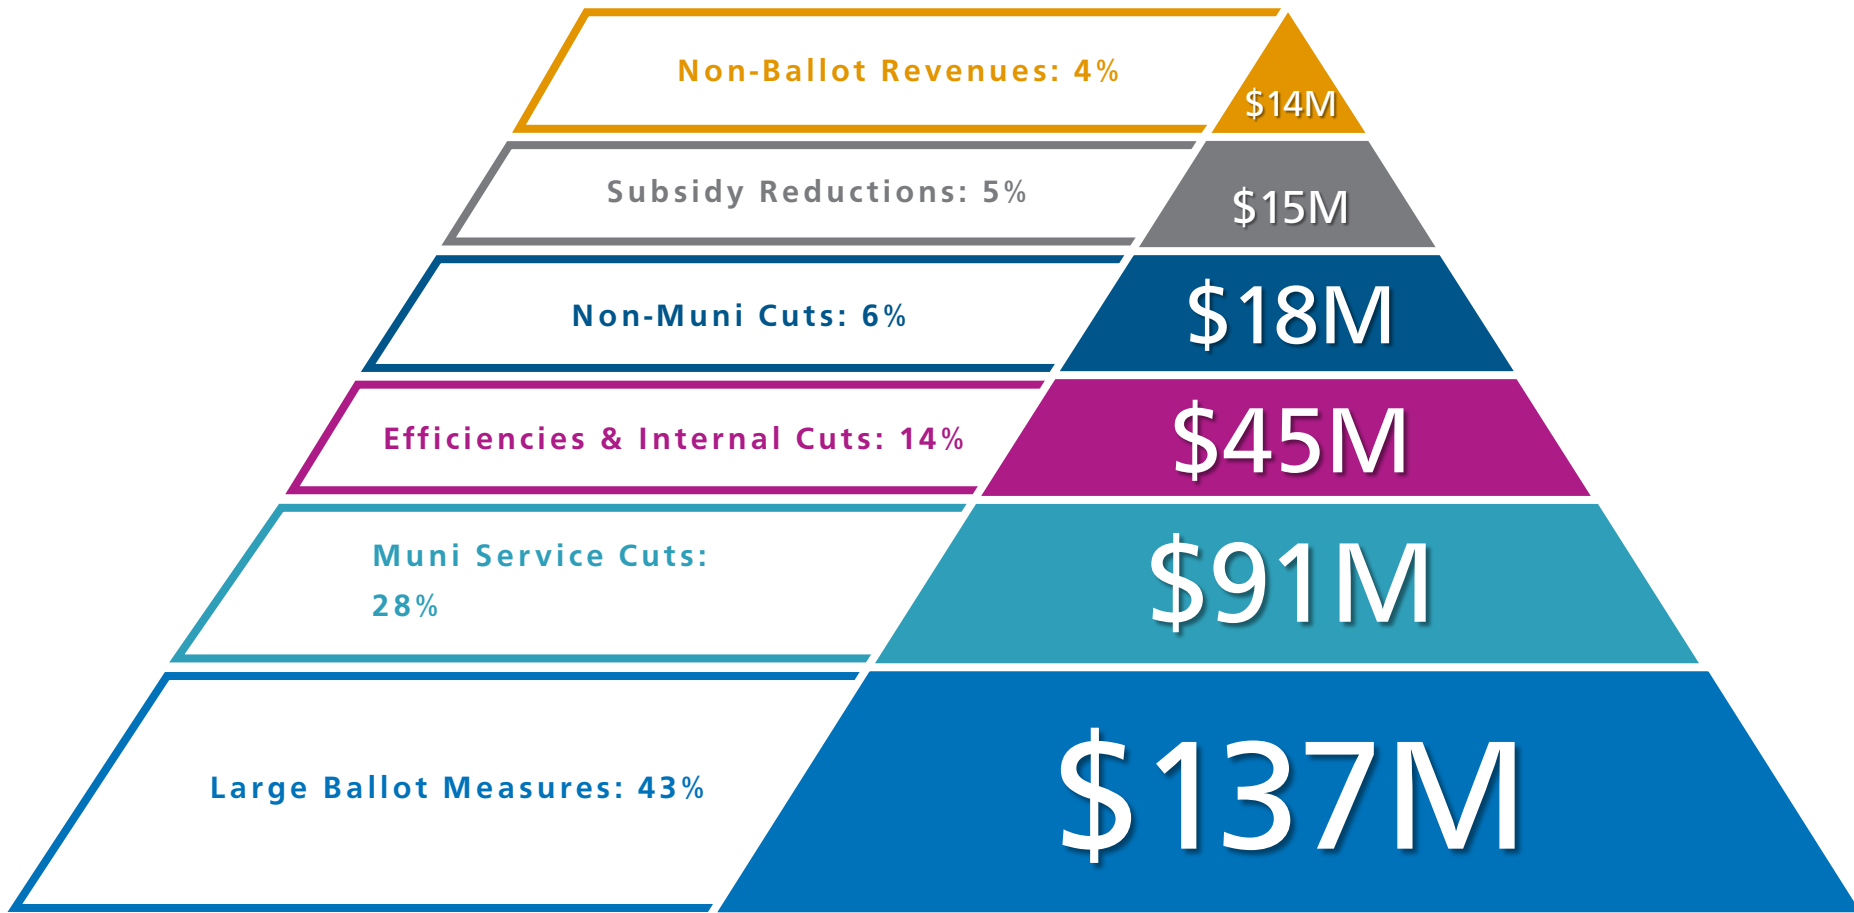 Non-Ballot Revenues: 4%
$14M
Subsidy Reductions: 5%
$15M
Non-Muni Cuts: 6%
$18M
Efficiencies & Internal Cuts: 14%
$45M
Muni Service Cuts:
28%
$91M
Large Ballot Measures: 43%
$137M